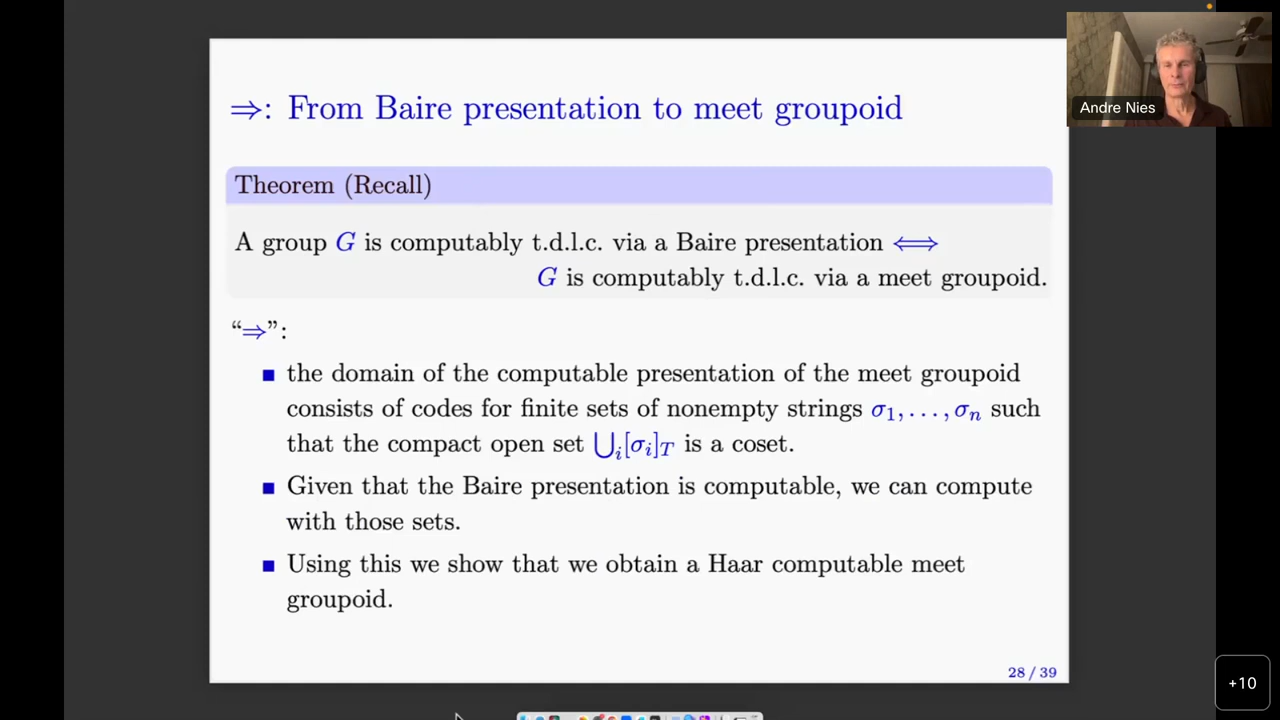 ⇒: From Baire presentation to meet groupoid
Andre Nies
Theorem (Recall)
A group G is computably t.d.l.c. via a Baire presentation ⟺
G is computably t.d.l.c. via a meet groupoid.
“⇒”:
■ the domain of the computable presentation of the meet groupoid
consists of codes for finite sets of nonempty strings σ₁, . . . , σₙ such
that the compact open set ⋃ᵢ[σᵢ]_T is a coset.
■ Given that the Baire presentation is computable, we can compute
with those sets.
■ Using this we show that we obtain a Haar computable meet
groupoid.
28 / 39
+10